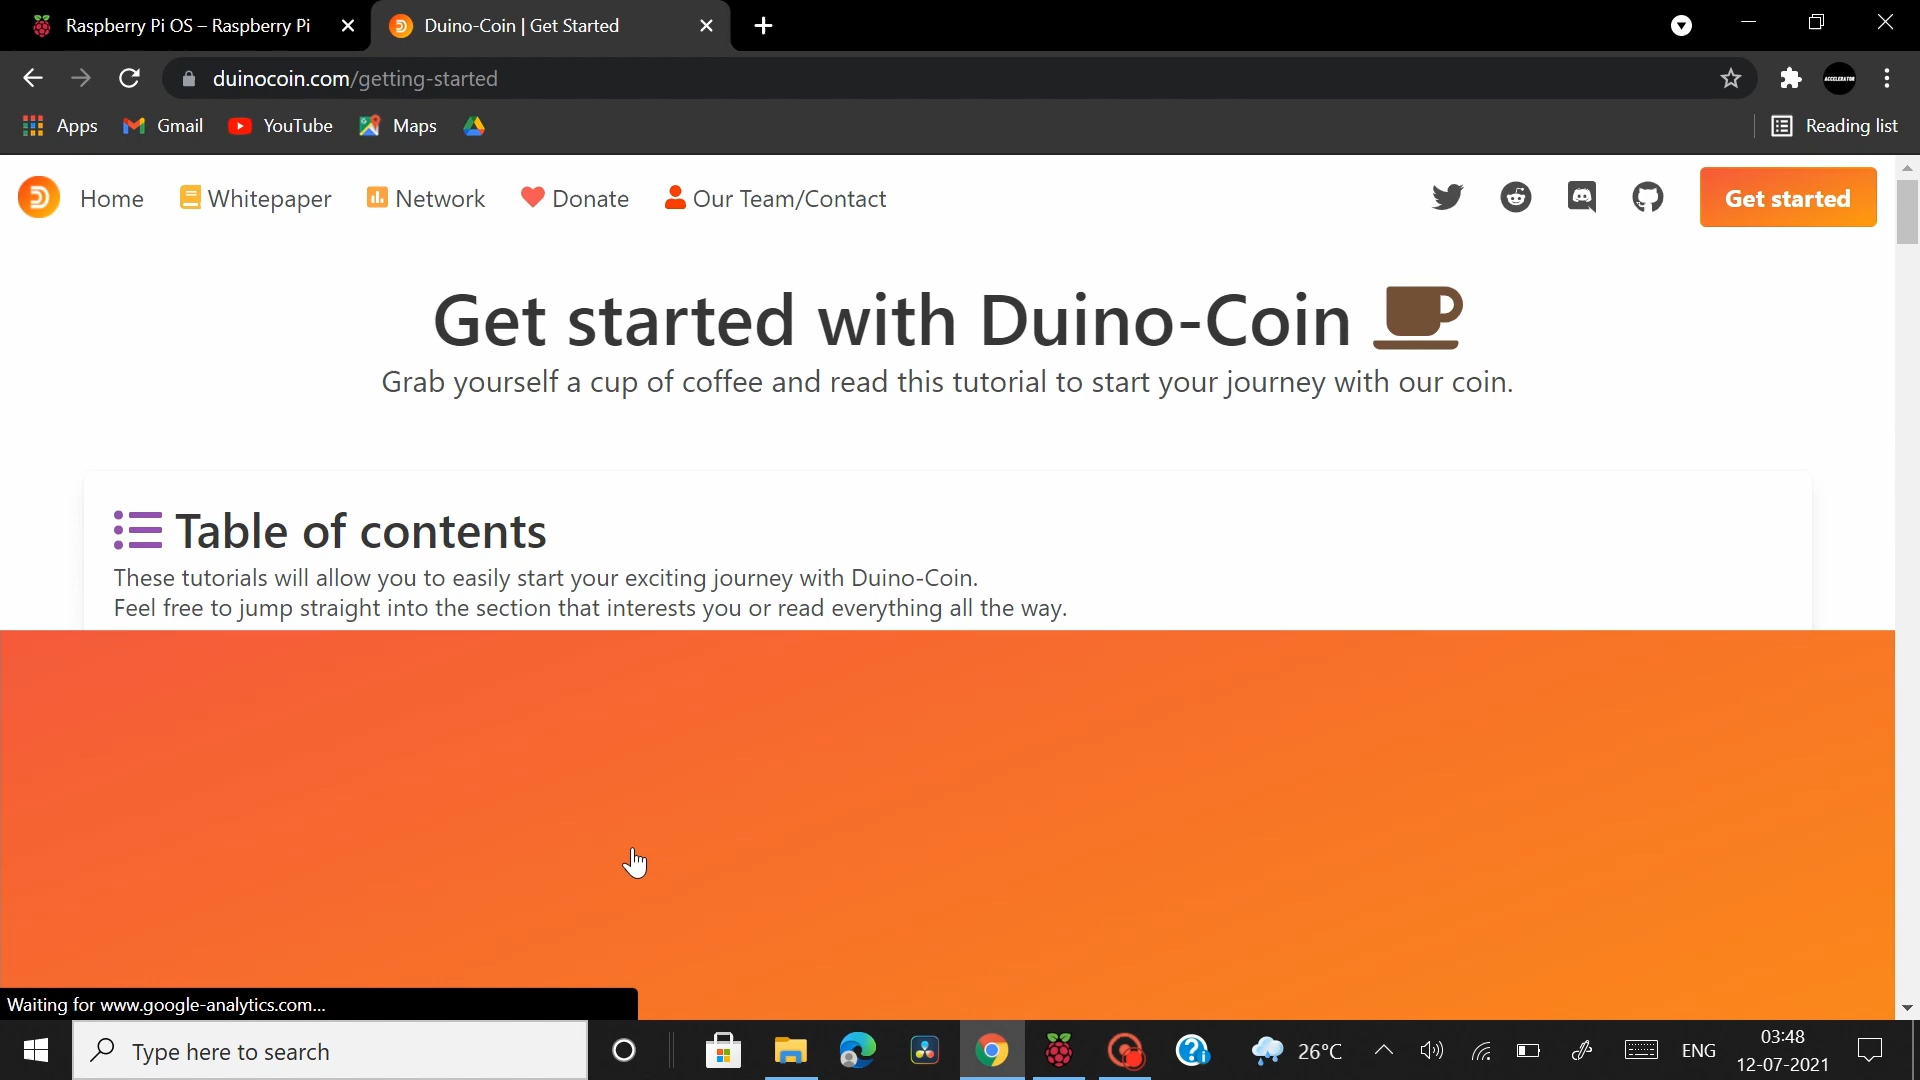 Raspberry Pi OS – Raspberry Pi
Duino-Coin | Get Started
duinocoin.com/getting-started
ACCELERATOR
Apps
Gmail
YouTube
Maps
Reading list
Home
Whitepaper
Network
Donate
Our Team/Contact
Get started
Get started with Duino-Coin
Grab yourself a cup of coffee and read this tutorial to start your journey with our coin.
Table of contents
These tutorials will allow you to easily start your exciting journey with Duino-Coin.
Feel free to jump straight into the section that interests you or read everything all the way.
Waiting for www.google-analytics.com...
Type here to search
26°C
ENG
03:48
12-07-2021